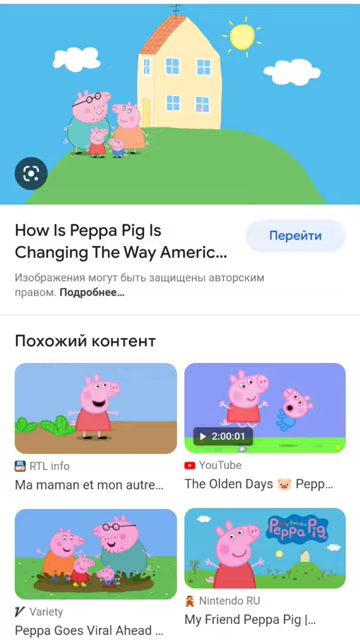 How Is Peppa Pig Is
Changing The Way Americ...
Перейти
Изображения могут быть защищены авторским
правом. Подробнее...
Похожий контент
2:00:01
RTL info
Ma maman et mon autre...
YouTube
The Olden Days 🐷 Pepp...
my friend
Peppa Pig
Variety
Peppa Goes Viral Ahead ...
Nintendo RU
My Friend Peppa Pig |...